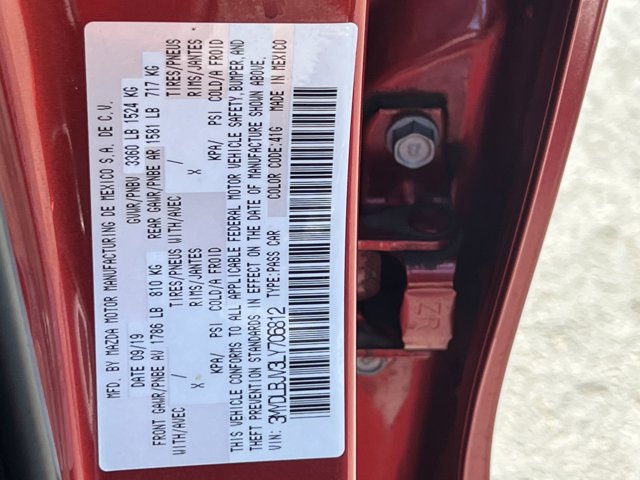 MFD. BY MAZDA MOTOR MANUFACTURING DE MEXICO S.A. DE C.V.
DATE 09/19 GVWR/PNBV 3360 LB 1524 KG
FRONT GAWR/PNBE AV 1786 LB 810 KG REAR GAWR/PNBE AR 1581 LB 717 KG
WITH/AVEC TIRES/PNEUS WITH/AVEC TIRES/PNEUS
/ X RIMS/JANTES / X RIMS/JANTES
KPA/ PSI COLD/A FROID KPA/ PSI COLD/A FROID
THIS VEHICLE CONFORMS TO ALL APPLICABLE FEDERAL MOTOR VEHICLE SAFETY, BUMPER, AND
THEFT PREVENTION STANDARDS IN EFFECT ON THE DATE OF MANUFACTURE SHOWN ABOVE.
VIN: 3MVDLBJV3LY706812 TYPE:PASS CAR COLOR CODE:41G MADE IN MEXICO